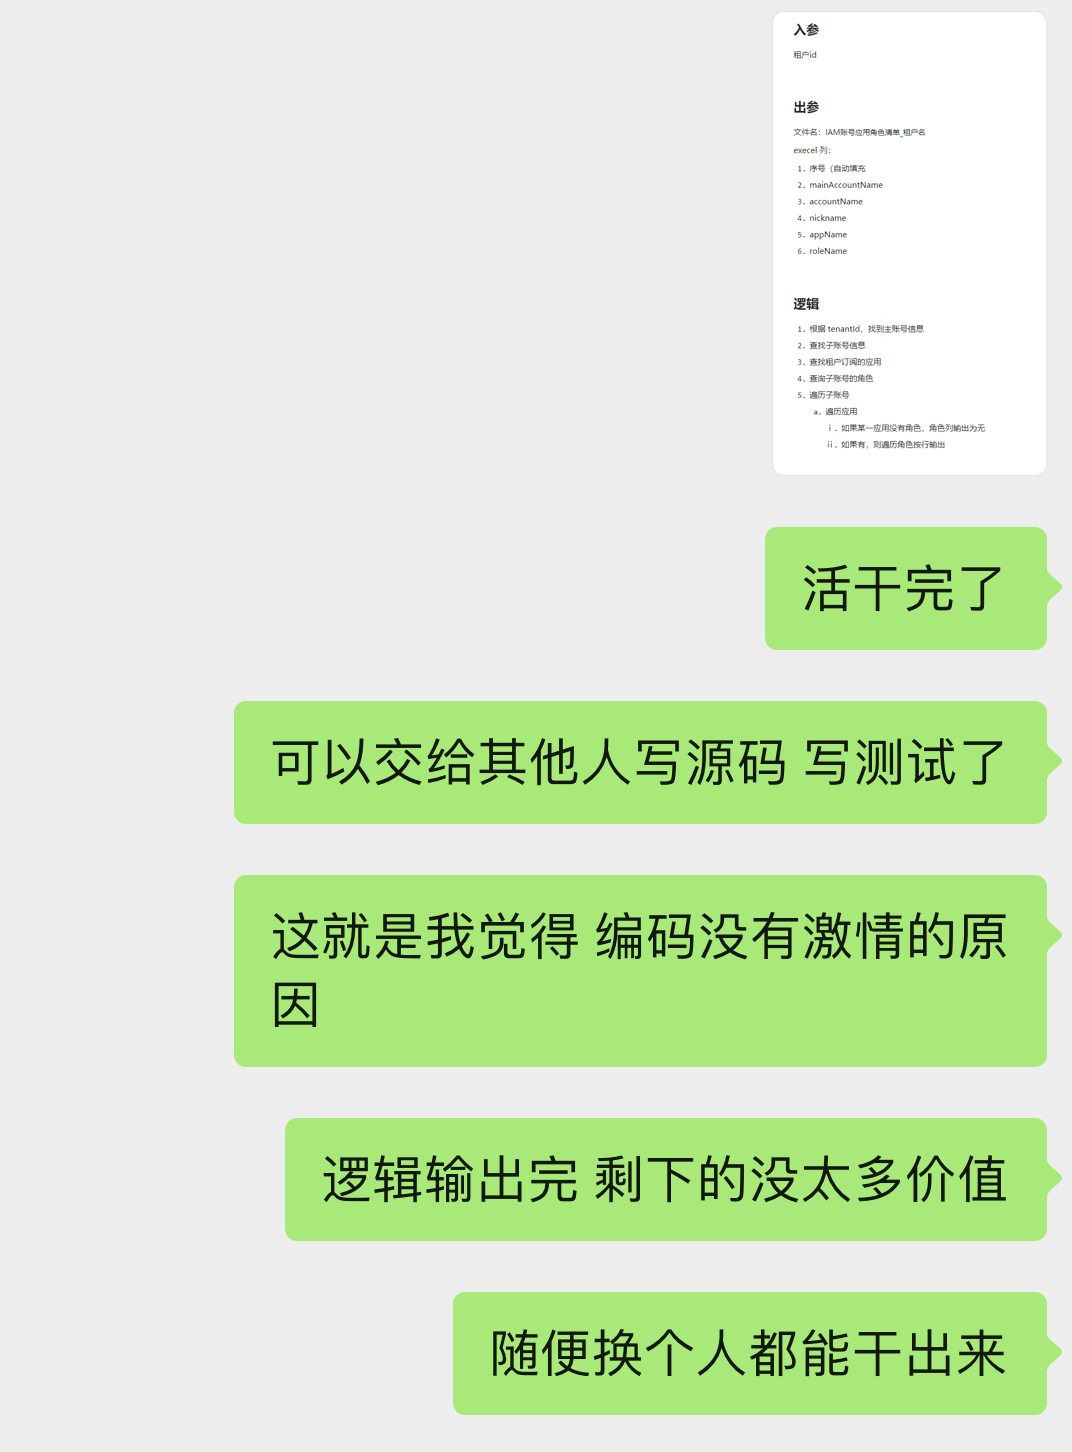 入参
租户id
出参
文件名：IAM账号应用角色清单_租户名
execel 列：
1. 序号（自动填充
2. mainAccountName
3. accountName
4. nickname
5. appName
6. roleName
逻辑
1. 根据 tenantId，找到主账号信息
2. 查找子账号信息
3. 查找租户订阅的应用
4. 查询子账号的角色
5. 遍历子账号
a. 遍历应用
i. 如果某一应用没有角色，角色列输出为无
ii. 如果有，则遍历角色按行输出
活干完了
可以交给其他人写源码 写测试了
这就是我觉得 编码没有激情的原
因
逻辑输出完 剩下的没太多价值
随便换个人都能干出来